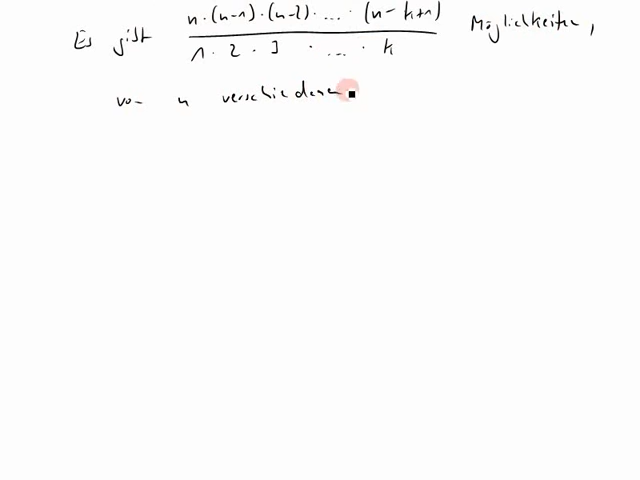 Es gibt n·(n-1)·(n-2)·...·(n-k+1) / 1·2·3·...·k Möglichkeiten,
von n verschiedenen